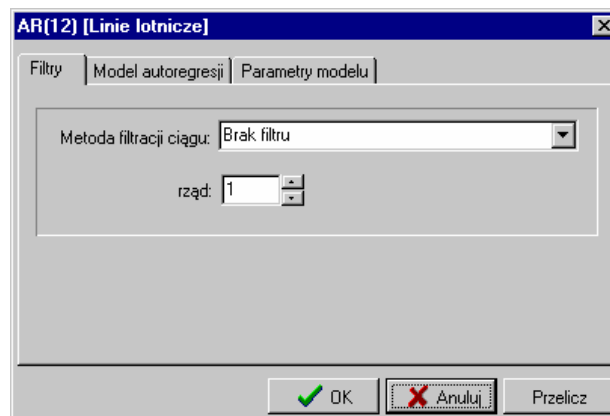 AR(12) [Linie lotnicze]
Filtry Model autoregresji Parametry modelu
Metoda filtracji ciągu: Brak filtru
rząd: 1
OK Anuluj Przelicz